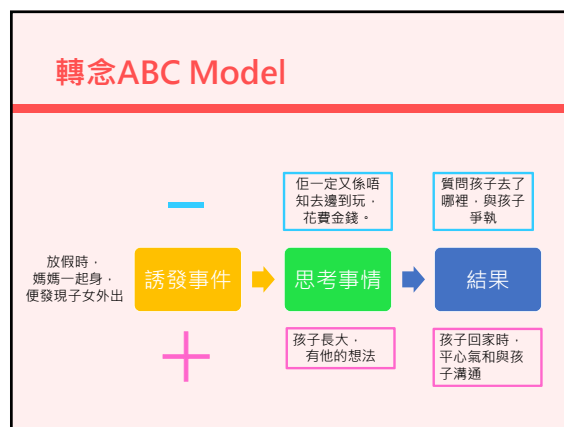 轉念ABC Model
佢一定又係唔
知去邊到玩，
花費金錢。
質問孩子去了
哪裡，與孩子
爭執
放假時，
媽媽一起身，
便發現子女外出
誘發事件
思考事情
結果
孩子長大，
有他的想法
孩子回家時，
平心氣和與孩
子溝通